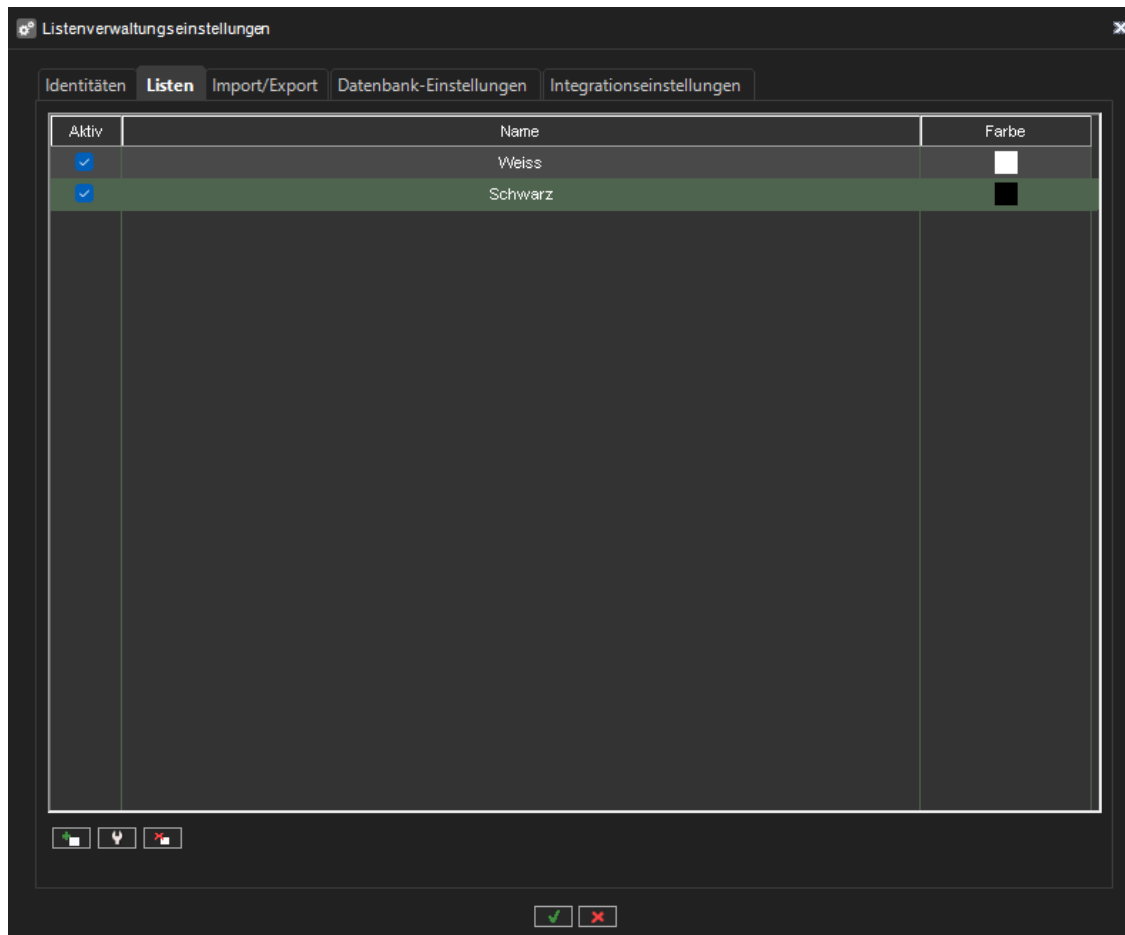 Listenverwaltungseinstellungen
Identitäten Listen Import/Export Datenbank-Einstellungen Integrationseinstellungen
Aktiv Name Farbe
Weiss
Schwarz